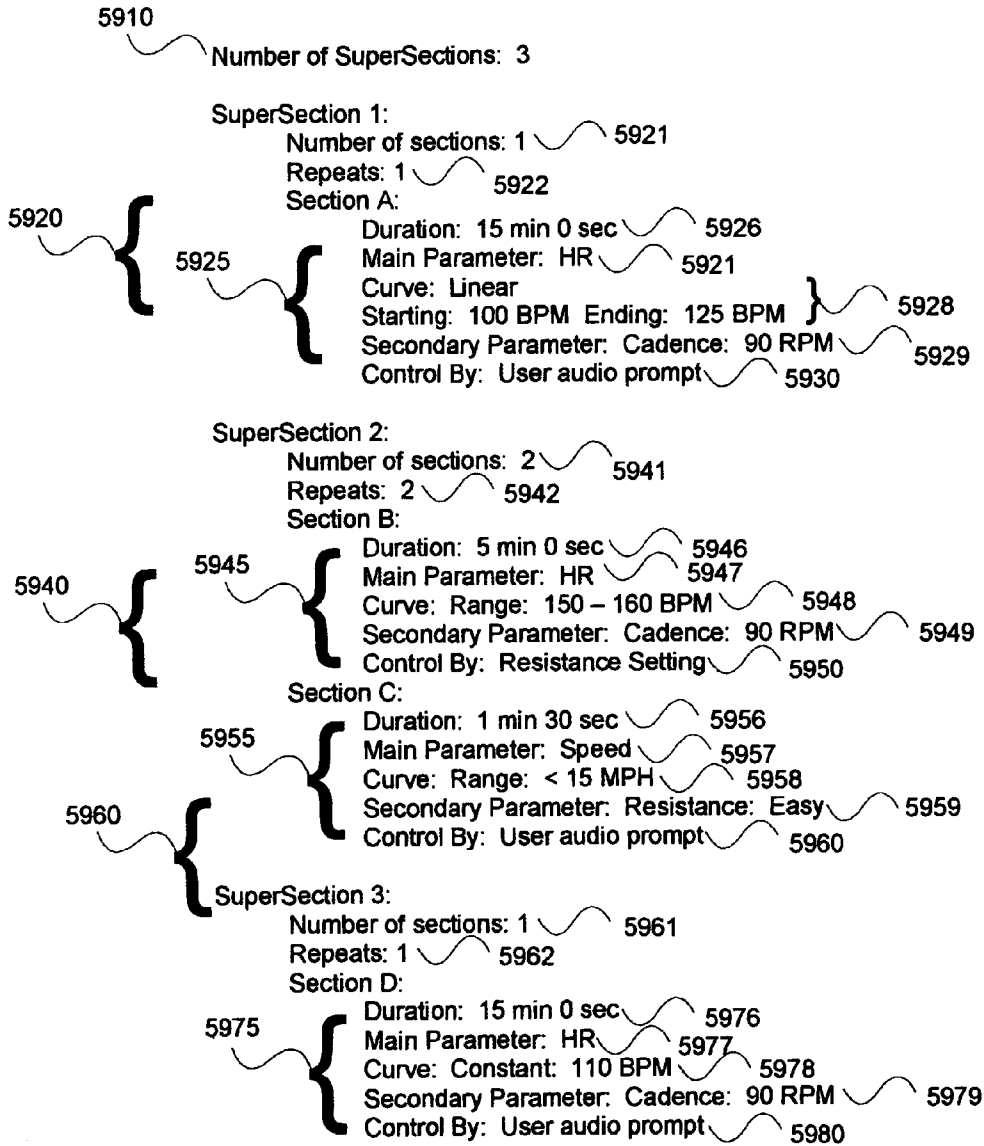 5910
Number of SuperSections: 3
SuperSection 1:
Number of sections: 1 5921
Repeats: 1 5922
Section A:
5920
Duration: 15 min 0 sec 5926
5925 Main Parameter: HR 5921
Curve: Linear
Starting: 100 BPM Ending: 125 BPM } 5928
Secondary Parameter: Cadence: 90 RPM 5929
Control By: User audio prompt 5930
SuperSection 2:
Number of sections: 2 5941
Repeats: 2 5942
Section B:
Duration: 5 min 0 sec 5946
5940 5945 Main Parameter: HR 5947
Curve: Range: 150 – 160 BPM 5948
Secondary Parameter: Cadence: 90 RPM 5949
Control By: Resistance Setting 5950
Section C:
Duration: 1 min 30 sec 5956
5955 Main Parameter: Speed 5957
Curve: Range: < 15 MPH 5958
Secondary Parameter: Resistance: Easy 5959
5960 Control By: User audio prompt 5960
SuperSection 3:
Number of sections: 1 5961
Repeats: 1 5962
Section D:
Duration: 15 min 0 sec 5976
5975 Main Parameter: HR 5977
Curve: Constant: 110 BPM 5978
Secondary Parameter: Cadence: 90 RPM 5979
Control By: User audio prompt 5980